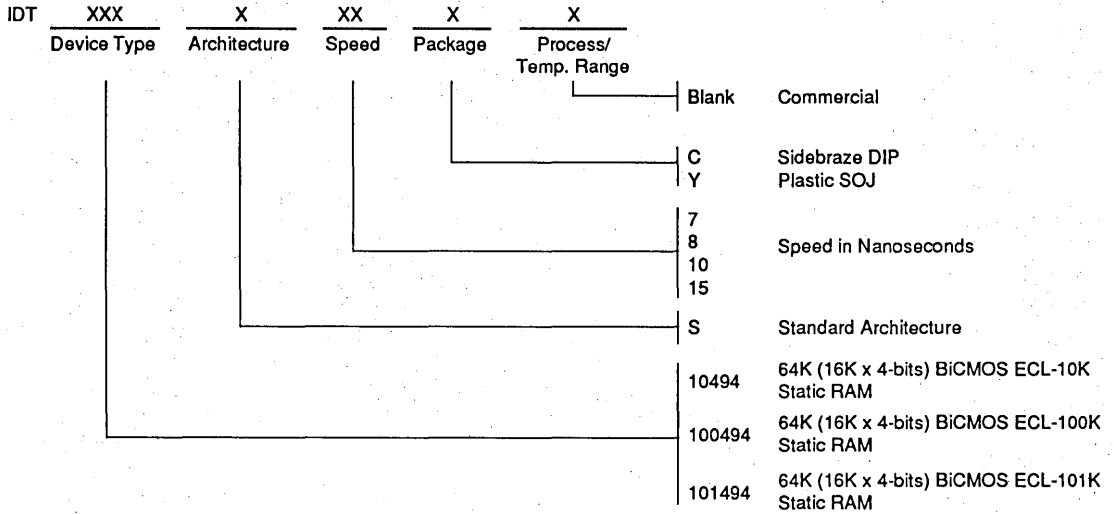 IDT XXX X XX X X
Device Type Architecture Speed Package Process/
Temp. Range
Blank Commercial
C Sidebraze DIP
Y Plastic SOJ
7
8
10
15
Speed in Nanoseconds
S Standard Architecture
10494 64K (16K x 4-bits) BiCMOS ECL-10K
Static RAM
100494 64K (16K x 4-bits) BiCMOS ECL-100K
Static RAM
101494 64K (16K x 4-bits) BiCMOS ECL-101K
Static RAM